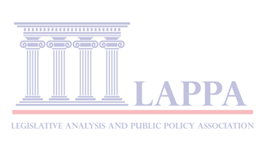 LAPPA
LEGISLATIVE ANALYSIS AND PUBLIC POLICY ASSOCIATION